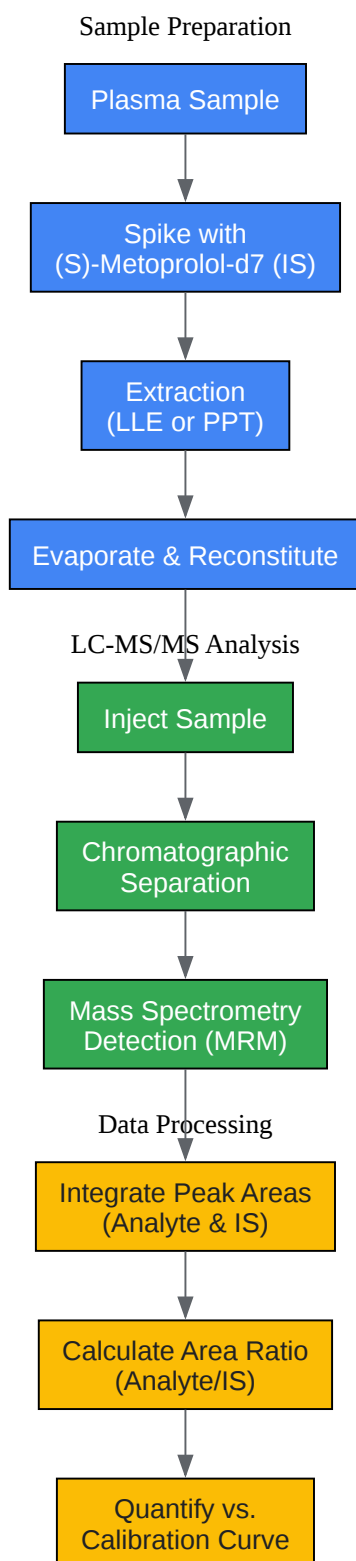 Sample Preparation
Plasma Sample
Spike with
(S)-Metoprolol-d7 (IS)
Extraction
(LLE or PPT)
Evaporate & Reconstitute
LC-MS/MS Analysis
Inject Sample
Chromatographic
Separation
Mass Spectrometry
Detection (MRM)
Data Processing
Integrate Peak Areas
(Analyte & IS)
Calculate Area Ratio
(Analyte/IS)
Quantify vs.
Calibration Curve